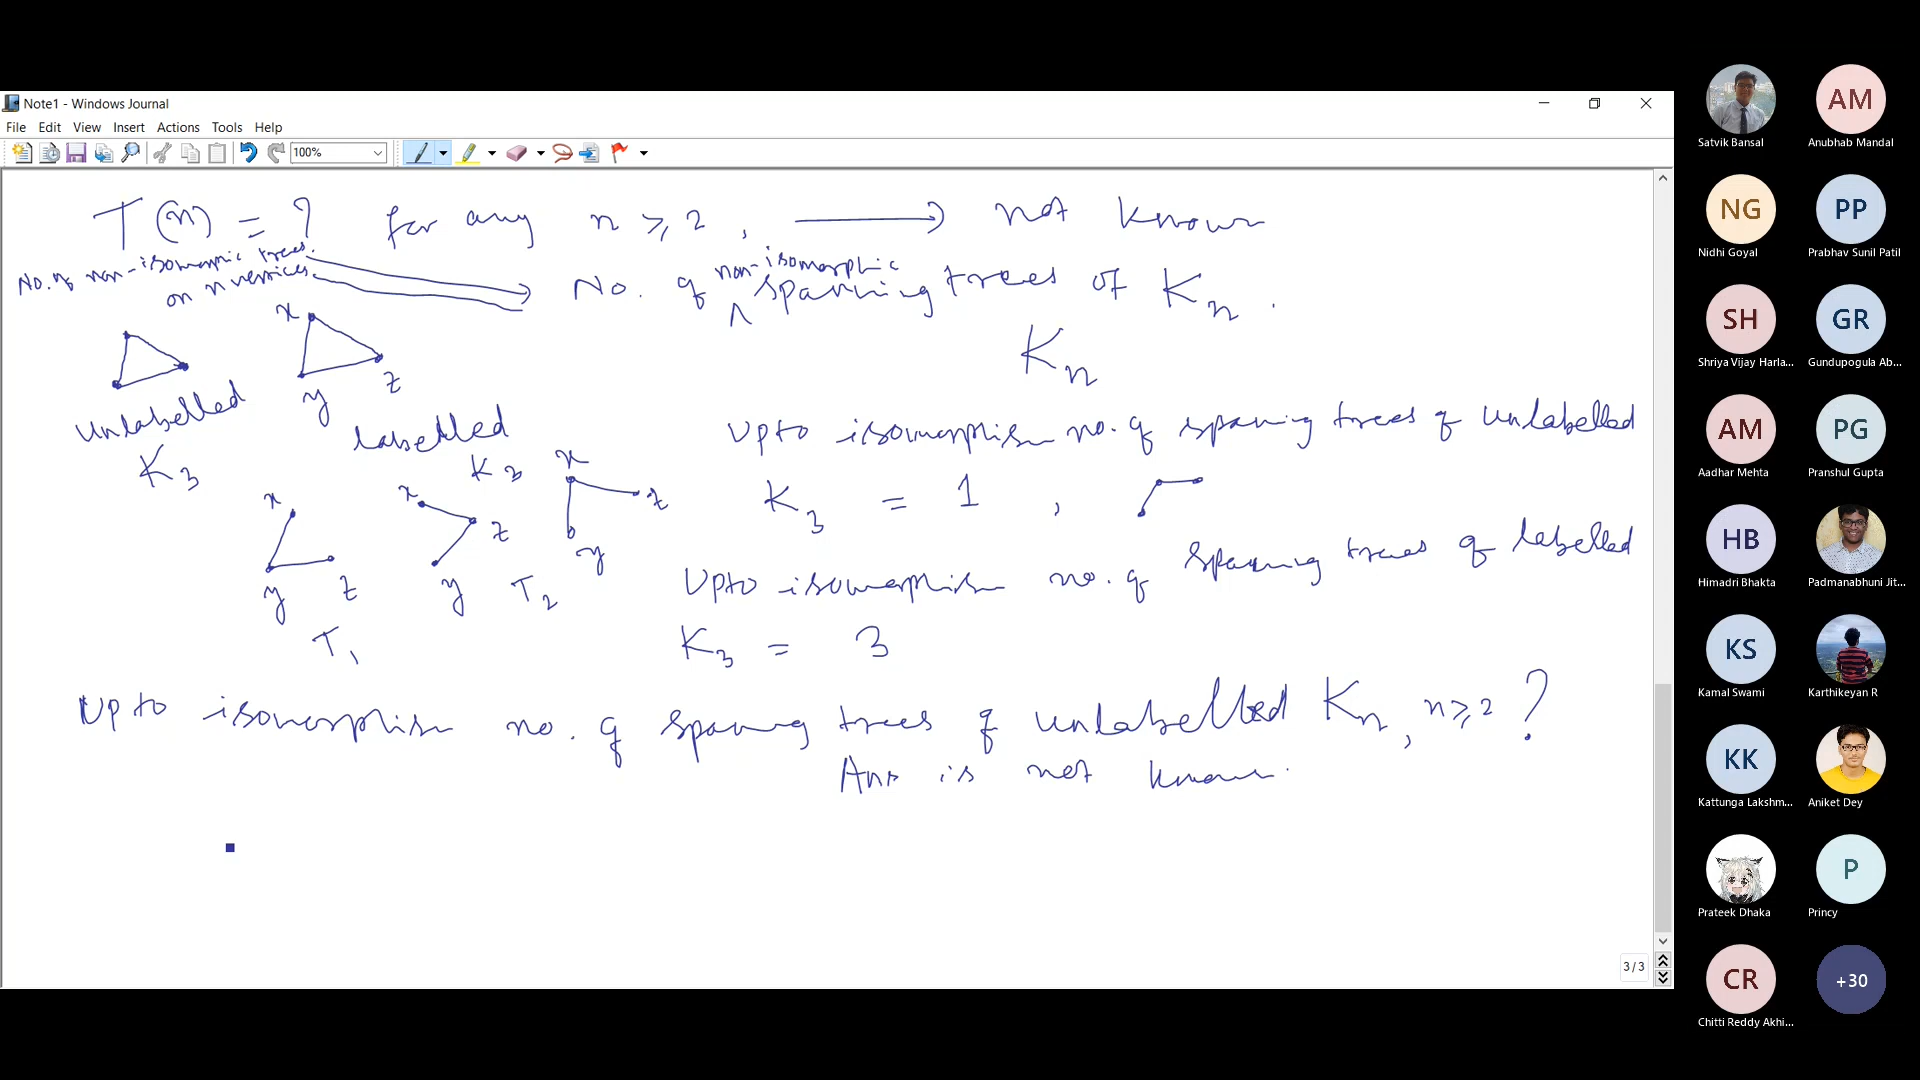 Note1 - Windows Journal
File Edit View Insert Actions Tools Help
100%
T(n) = ? for any n ≥ 2, → not known
No. of non-isomorphic trees on n vertices
No. of non-isomorphic spanning trees of Kn.
Kn
x
y
z
unlabelled
K3
labelled
K3
Upto isomorphism no. of spaning trees of unlabelled
K3 = 1 ,
x
y
z
T1
x
z
y
T2
x
z
y
Upto isomorphism no. of spanning trees of labelled
K3 = 3
Up to isomorphism no. of spaning trees of unlabelled Kn, n ≥ 2 ?
Ans is not known.
3/3
Satvik Bansal
AM
Anubhab Mandal
NG
Nidhi Goyal
PP
Prabhav Sunil Patil
SH
Shriya Vijay Harla...
GR
Gundupogula Ab...
AM
Aadhar Mehta
PG
Pranshul Gupta
HB
Himadri Bhakta
Padmanabhuni Jit...
KS
Kamal Swami
Karthikeyan R
KK
Kattunga Lakshm...
Aniket Dey
Prateek Dhaka
P
Princy
CR
Chitti Reddy Akhi...
+30